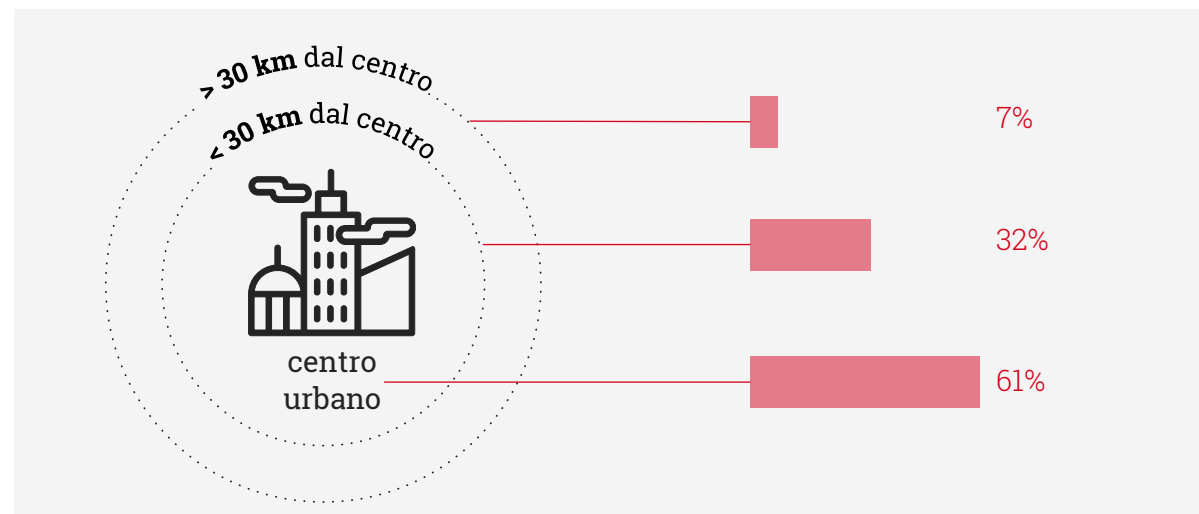 > 30 km dal centro
7%
< 30 km dal centro
32%
centro
urbano
61%